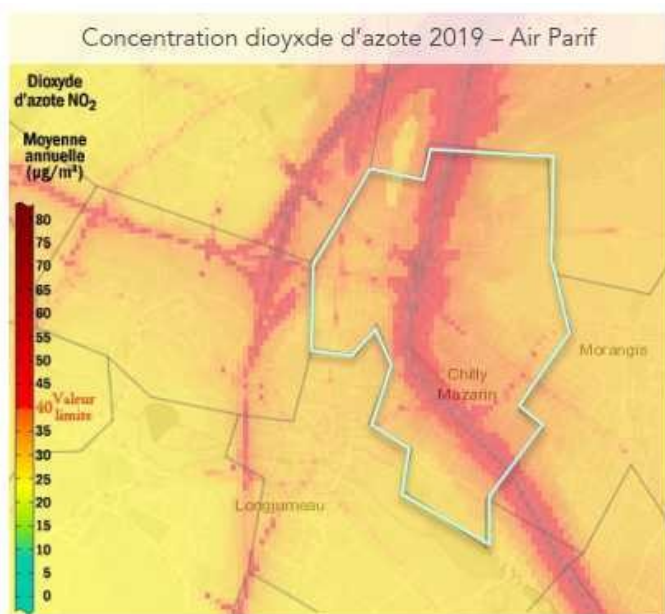 Concentration dioyxde d'azote 2019 – Air Parif
Dioxyde
d'azote NO₂
Moyenne
annuelle
(µg/m³)
80
75
70
65
60
55
50
45
40 Valeur
limite
35
30
25
20
15
10
5
0
Morangis
Chilly
Mazarin
Longjumeau